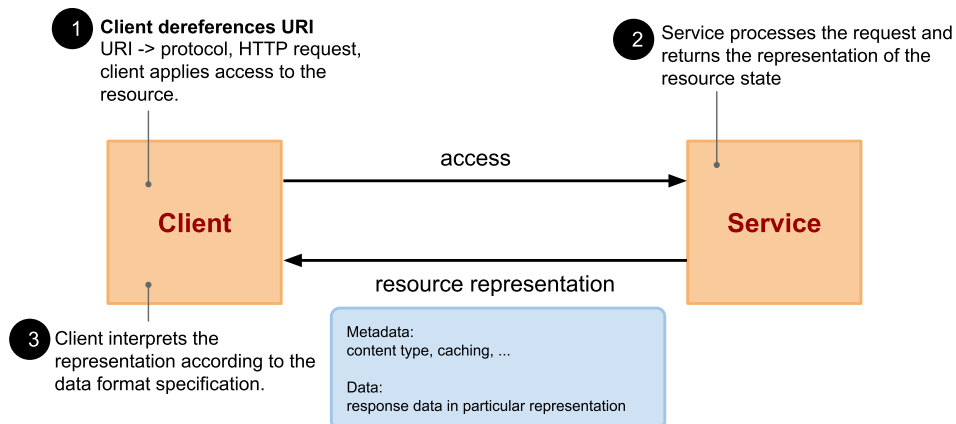 1
Client dereferences URI
URI -> protocol, HTTP request,
client applies access to the
resource.
2
Service processes the request and
returns the representation of the
resource state
access
Client
Service
resource representation
3
Client interprets the
representation according to the
data format specification.
Metadata:
content type, caching, ...
Data:
response data in particular representation